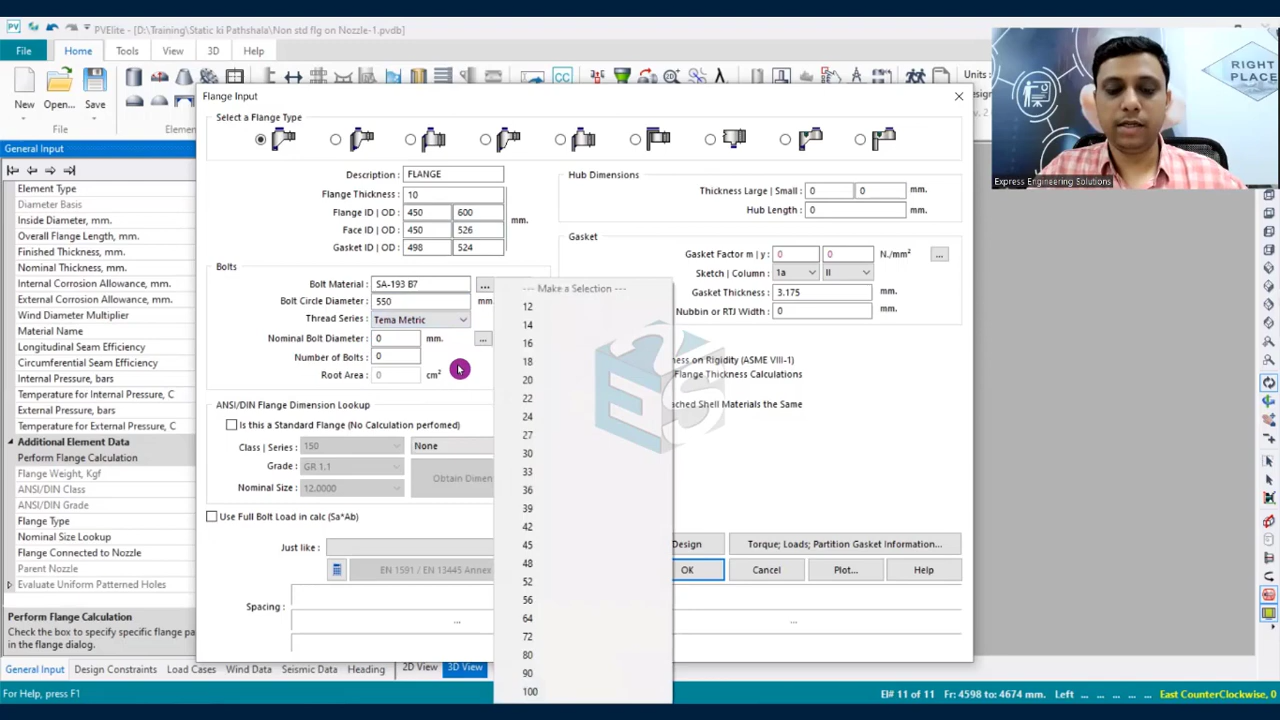 PVElite - [D:\Training\Static ki Pathshala\Non std flg on Nozzle-1.pvdb]
File
Home
Tools
View
3D
Help
New
Open...
Save
File
Elemen
Units:
RIGHT
PLACE
Express Engineering Solutions
General Input
Element Type
Diameter Basis
Inside Diameter, mm.
Overall Flange Length, mm.
Finished Thickness, mm.
Nominal Thickness, mm.
Internal Corrosion Allowance, mm.
External Corrosion Allowance, mm.
Wind Diameter Multiplier
Material Name
Longitudinal Seam Efficiency
Circumferential Seam Efficiency
Internal Pressure, bars
Temperature for Internal Pressure, C
External Pressure, bars
Temperature for External Pressure, C
Additional Element Data
Perform Flange Calculation
Flange Weight, Kgf
ANSI/DIN Class
ANSI/DIN Grade
Flange Type
Nominal Size Lookup
Flange Connected to Nozzle
Parent Nozzle
Evaluate Uniform Patterned Holes
Perform Flange Calculation
Check the box to specify specific flange pa
in the flange dialog.
Flange Input
Select a Flange Type
Description : FLANGE
Flange Thickness : 10
Flange ID | OD : 450 600
mm.
Face ID | OD : 450 526
Gasket ID | OD : 498 524
Bolts
Bolt Material : SA-193 B7 ...
Bolt Circle Diameter : 550 mm.
Thread Series : Tema Metric
Nominal Bolt Diameter : 0 mm. ...
Number of Bolts : 0
Root Area : 0 cm²
ANSI/DIN Flange Dimension Lookup
Is this a Standard Flange (No Calculation perfomed)
Class | Series : 150 None
Grade : GR 1.1
Obtain Dimen
Nominal Size : 12.0000
Use Full Bolt Load in calc (Sa*Ab)
Just like :
EN 1591 / EN 13445 Annex
Spacing :
...
...
Hub Dimensions
Thickness Large | Small : 0 0 mm.
Hub Length : 0 mm.
Gasket
Gasket Factor m | y : 0 0 N./mm² ...
Sketch | Column : 1a II
Gasket Thickness : 3.175 mm.
Nubbin or RTJ Width : 0 mm.
ness on Rigidity (ASME VIII-1)
Flange Thickness Calculations
ached Shell Materials the Same
Design
Torque; Loads; Partition Gasket Information...
OK
Cancel
Plot...
Help
--- Make a Selection ---
12
14
16
18
20
22
24
27
30
33
36
39
42
45
48
52
56
64
72
80
90
100
ES
General Input
Design Constraints
Load Cases
Wind Data
Seismic Data
Heading
2D View
3D View
For Help, press F1
El# 11 of 11
Fr: 4598 to: 4674 mm.
Left
... ... ... ...
East CounterClockwise, 0